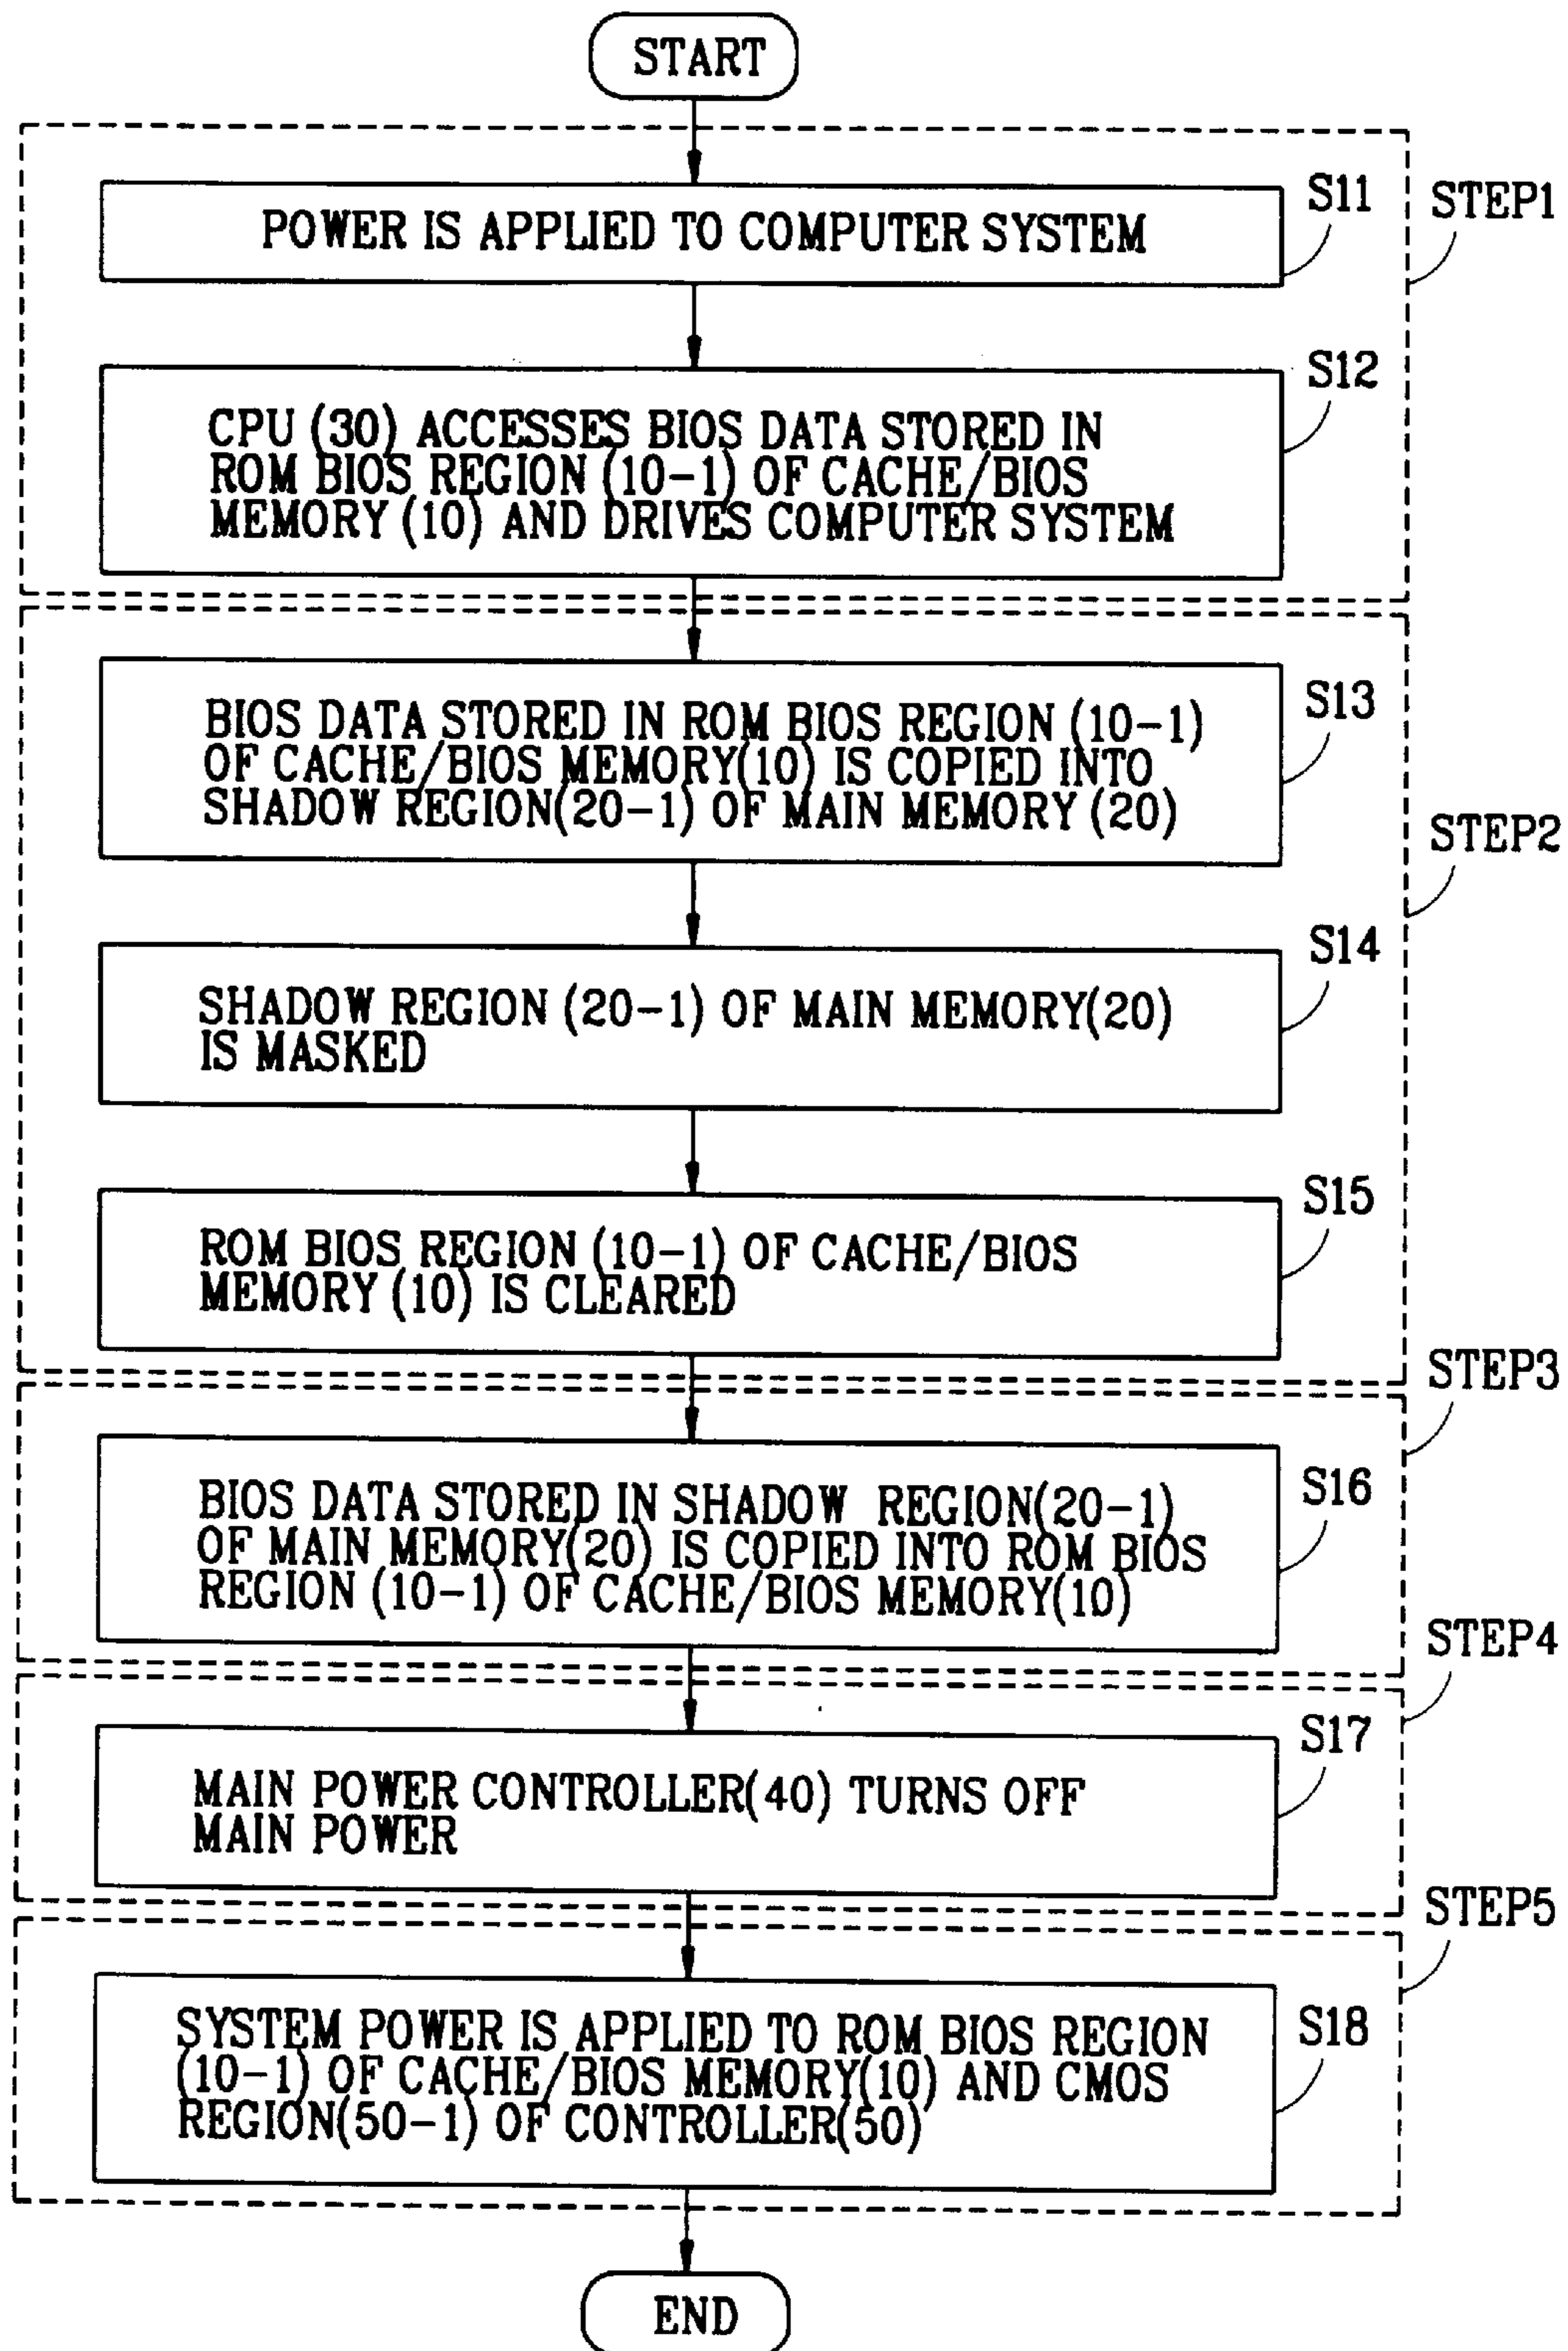 START
STEP1
S11
POWER IS APPLIED TO COMPUTER SYSTEM
S12
CPU (30) ACCESSES BIOS DATA STORED IN
ROM BIOS REGION (10-1) OF CACHE/BIOS
MEMORY (10) AND DRIVES COMPUTER SYSTEM
STEP2
S13
BIOS DATA STORED IN ROM BIOS REGION (10-1)
OF CACHE/BIOS MEMORY(10) IS COPIED INTO
SHADOW REGION(20-1) OF MAIN MEMORY (20)
S14
SHADOW REGION (20-1) OF MAIN MEMORY(20)
IS MASKED
S15
ROM BIOS REGION (10-1) OF CACHE/BIOS
MEMORY (10) IS CLEARED
STEP3
S16
BIOS DATA STORED IN SHADOW REGION(20-1)
OF MAIN MEMORY(20) IS COPIED INTO ROM BIOS
REGION (10-1) OF CACHE/BIOS MEMORY(10)
STEP4
S17
MAIN POWER CONTROLLER(40) TURNS OFF
MAIN POWER
STEP5
S18
SYSTEM POWER IS APPLIED TO ROM BIOS REGION
(10-1) OF CACHE/BIOS MEMORY(10) AND CMOS
REGION(50-1) OF CONTROLLER(50)
END